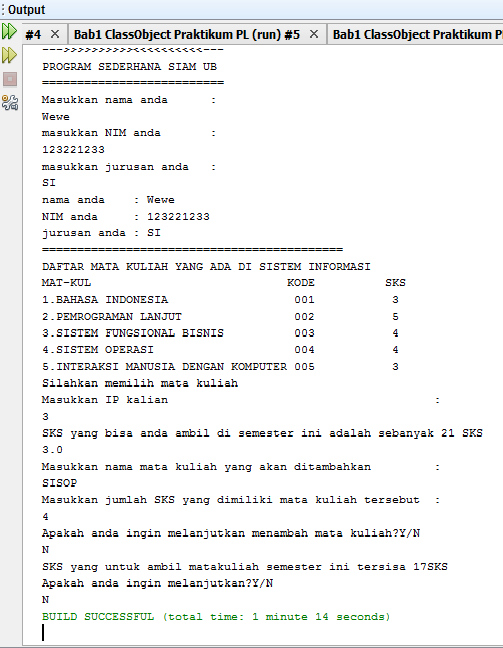 Output
#4 × Bab1 ClassObject Praktikum PL (run) #5 × Bab1 ClassObject Praktikum P
--->>>>>>>>>><<<<<<<<<<---
PROGRAM SEDERHANA SIAM UB
==========================
Masukkan nama anda :
Wewe
masukkan NIM anda :
123221233
masukkan jurusan anda :
SI
nama anda : Wewe
NIM anda : 123221233
jurusan anda : SI
===========================================
DAFTAR MATA KULIAH YANG ADA DI SISTEM INFORMASI
MAT-KUL KODE SKS
1.BAHASA INDONESIA 001 3
2.PEMROGRAMAN LANJUT 002 5
3.SISTEM FUNGSIONAL BISNIS 003 4
4.SISTEM OPERASI 004 4
5.INTERAKSI MANUSIA DENGAN KOMPUTER 005 3
Silahkan memilih mata kuliah
Masukkan IP kalian :
3
SKS yang bisa anda ambil di semester ini adalah sebanyak 21 SKS
3.0
Masukkan nama mata kuliah yang akan ditambahkan :
SISOP
Masukkan jumlah SKS yang dimiliki mata kuliah tersebut :
4
Apakah anda ingin melanjutkan menambah mata kuliah?Y/N
N
SKS yang untuk ambil matakuliah semester ini tersisa 17SKS
Apakah anda ingin melanjutkan?Y/N
N
BUILD SUCCESSFUL (total time: 1 minute 14 seconds)